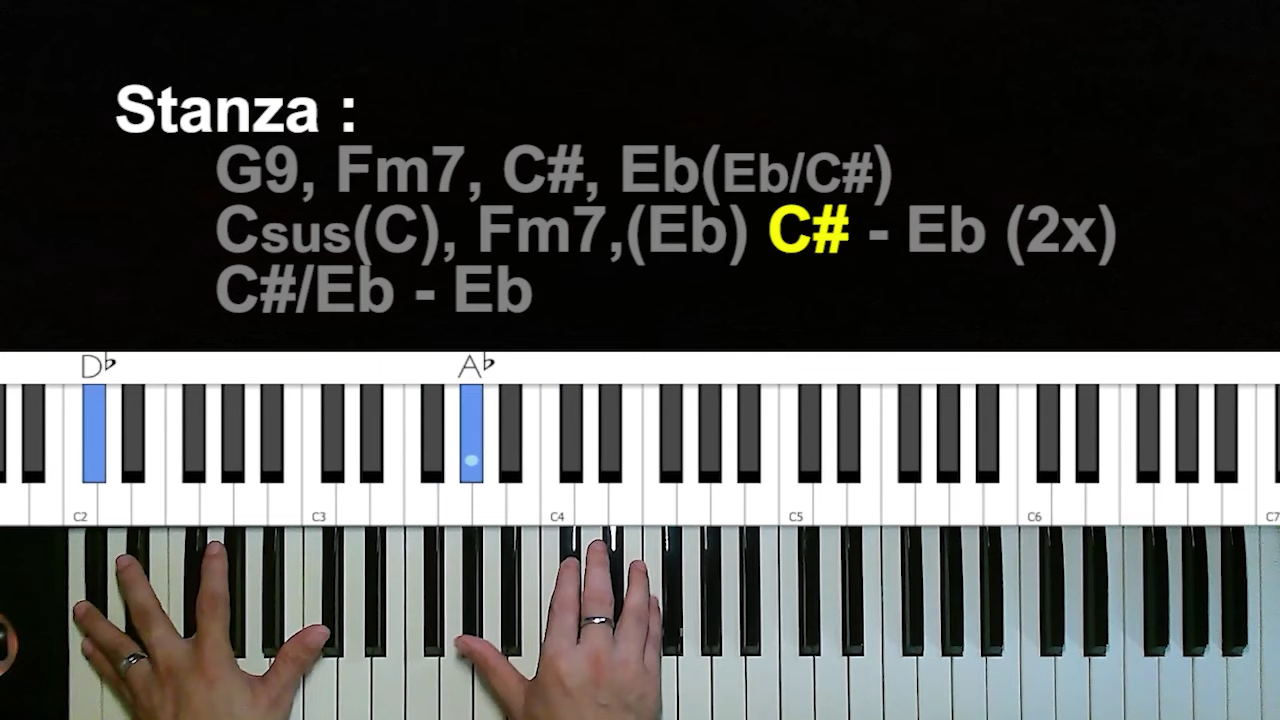 Stanza :
G9, Fm7, C#, Eb(Eb/C#)
Csus(C), Fm7,(Eb) C# - Eb (2x)
C#/Eb - Eb
D♭ A♭
C2 C3 C4 C5 C6 C7